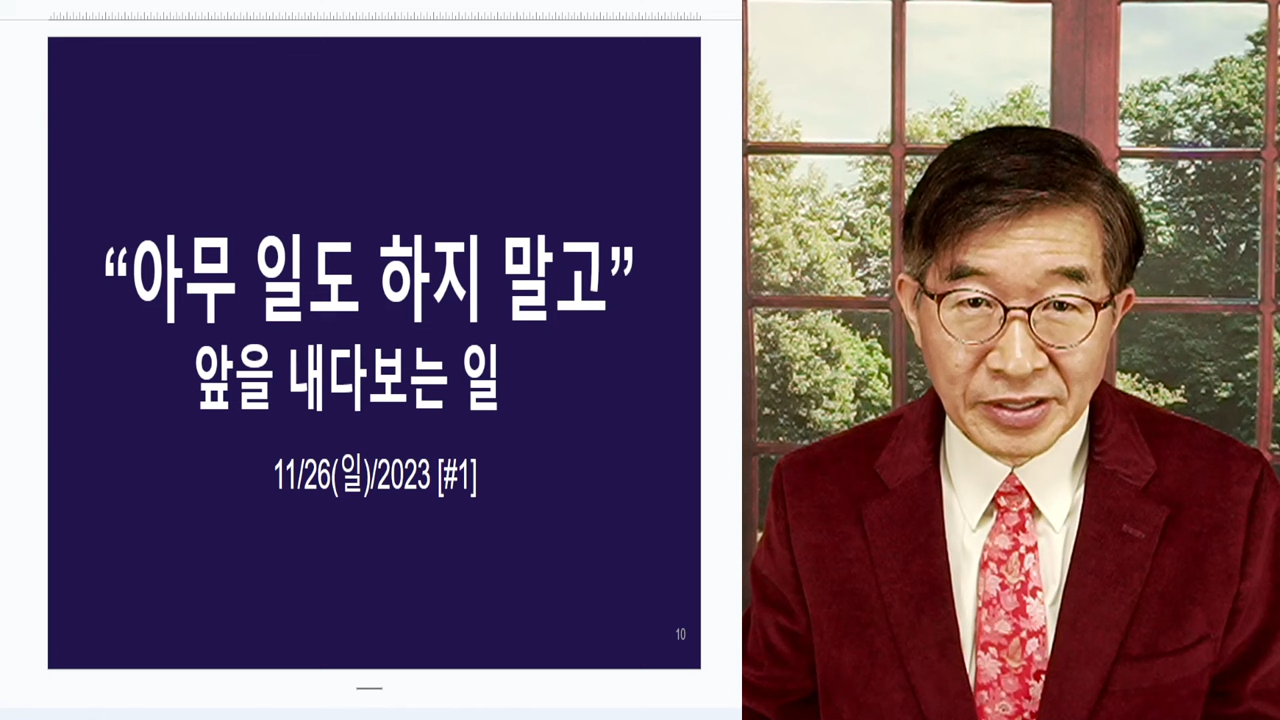 “아무 일도 하지 말고”
앞을 내다보는 일
11/26(일)/2023 [#1]
10